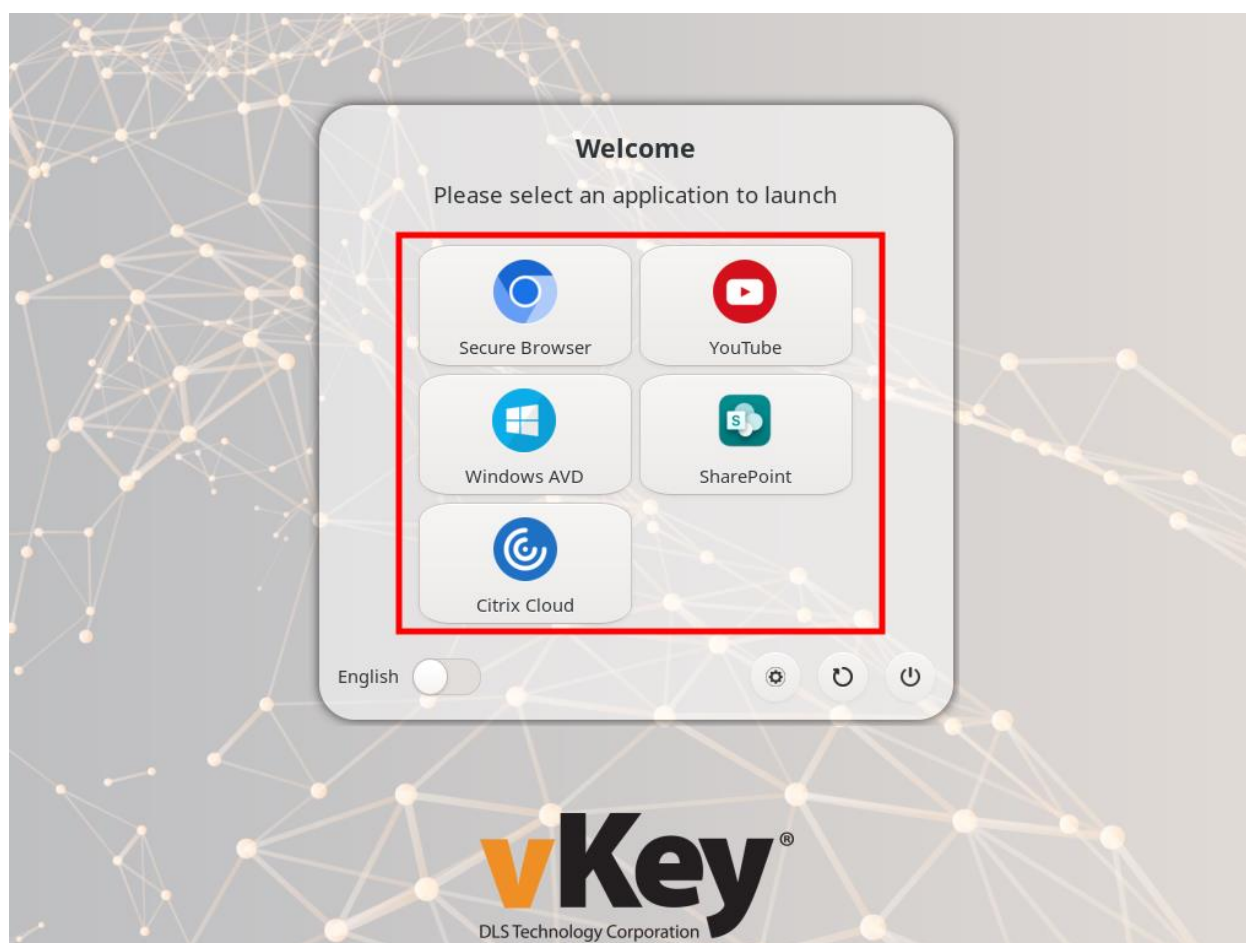 Welcome
Please select an application to launch
Secure Browser
YouTube
Windows AVD
S
SharePoint
Citrix Cloud
English
vKey®
DLS Technology Corporation